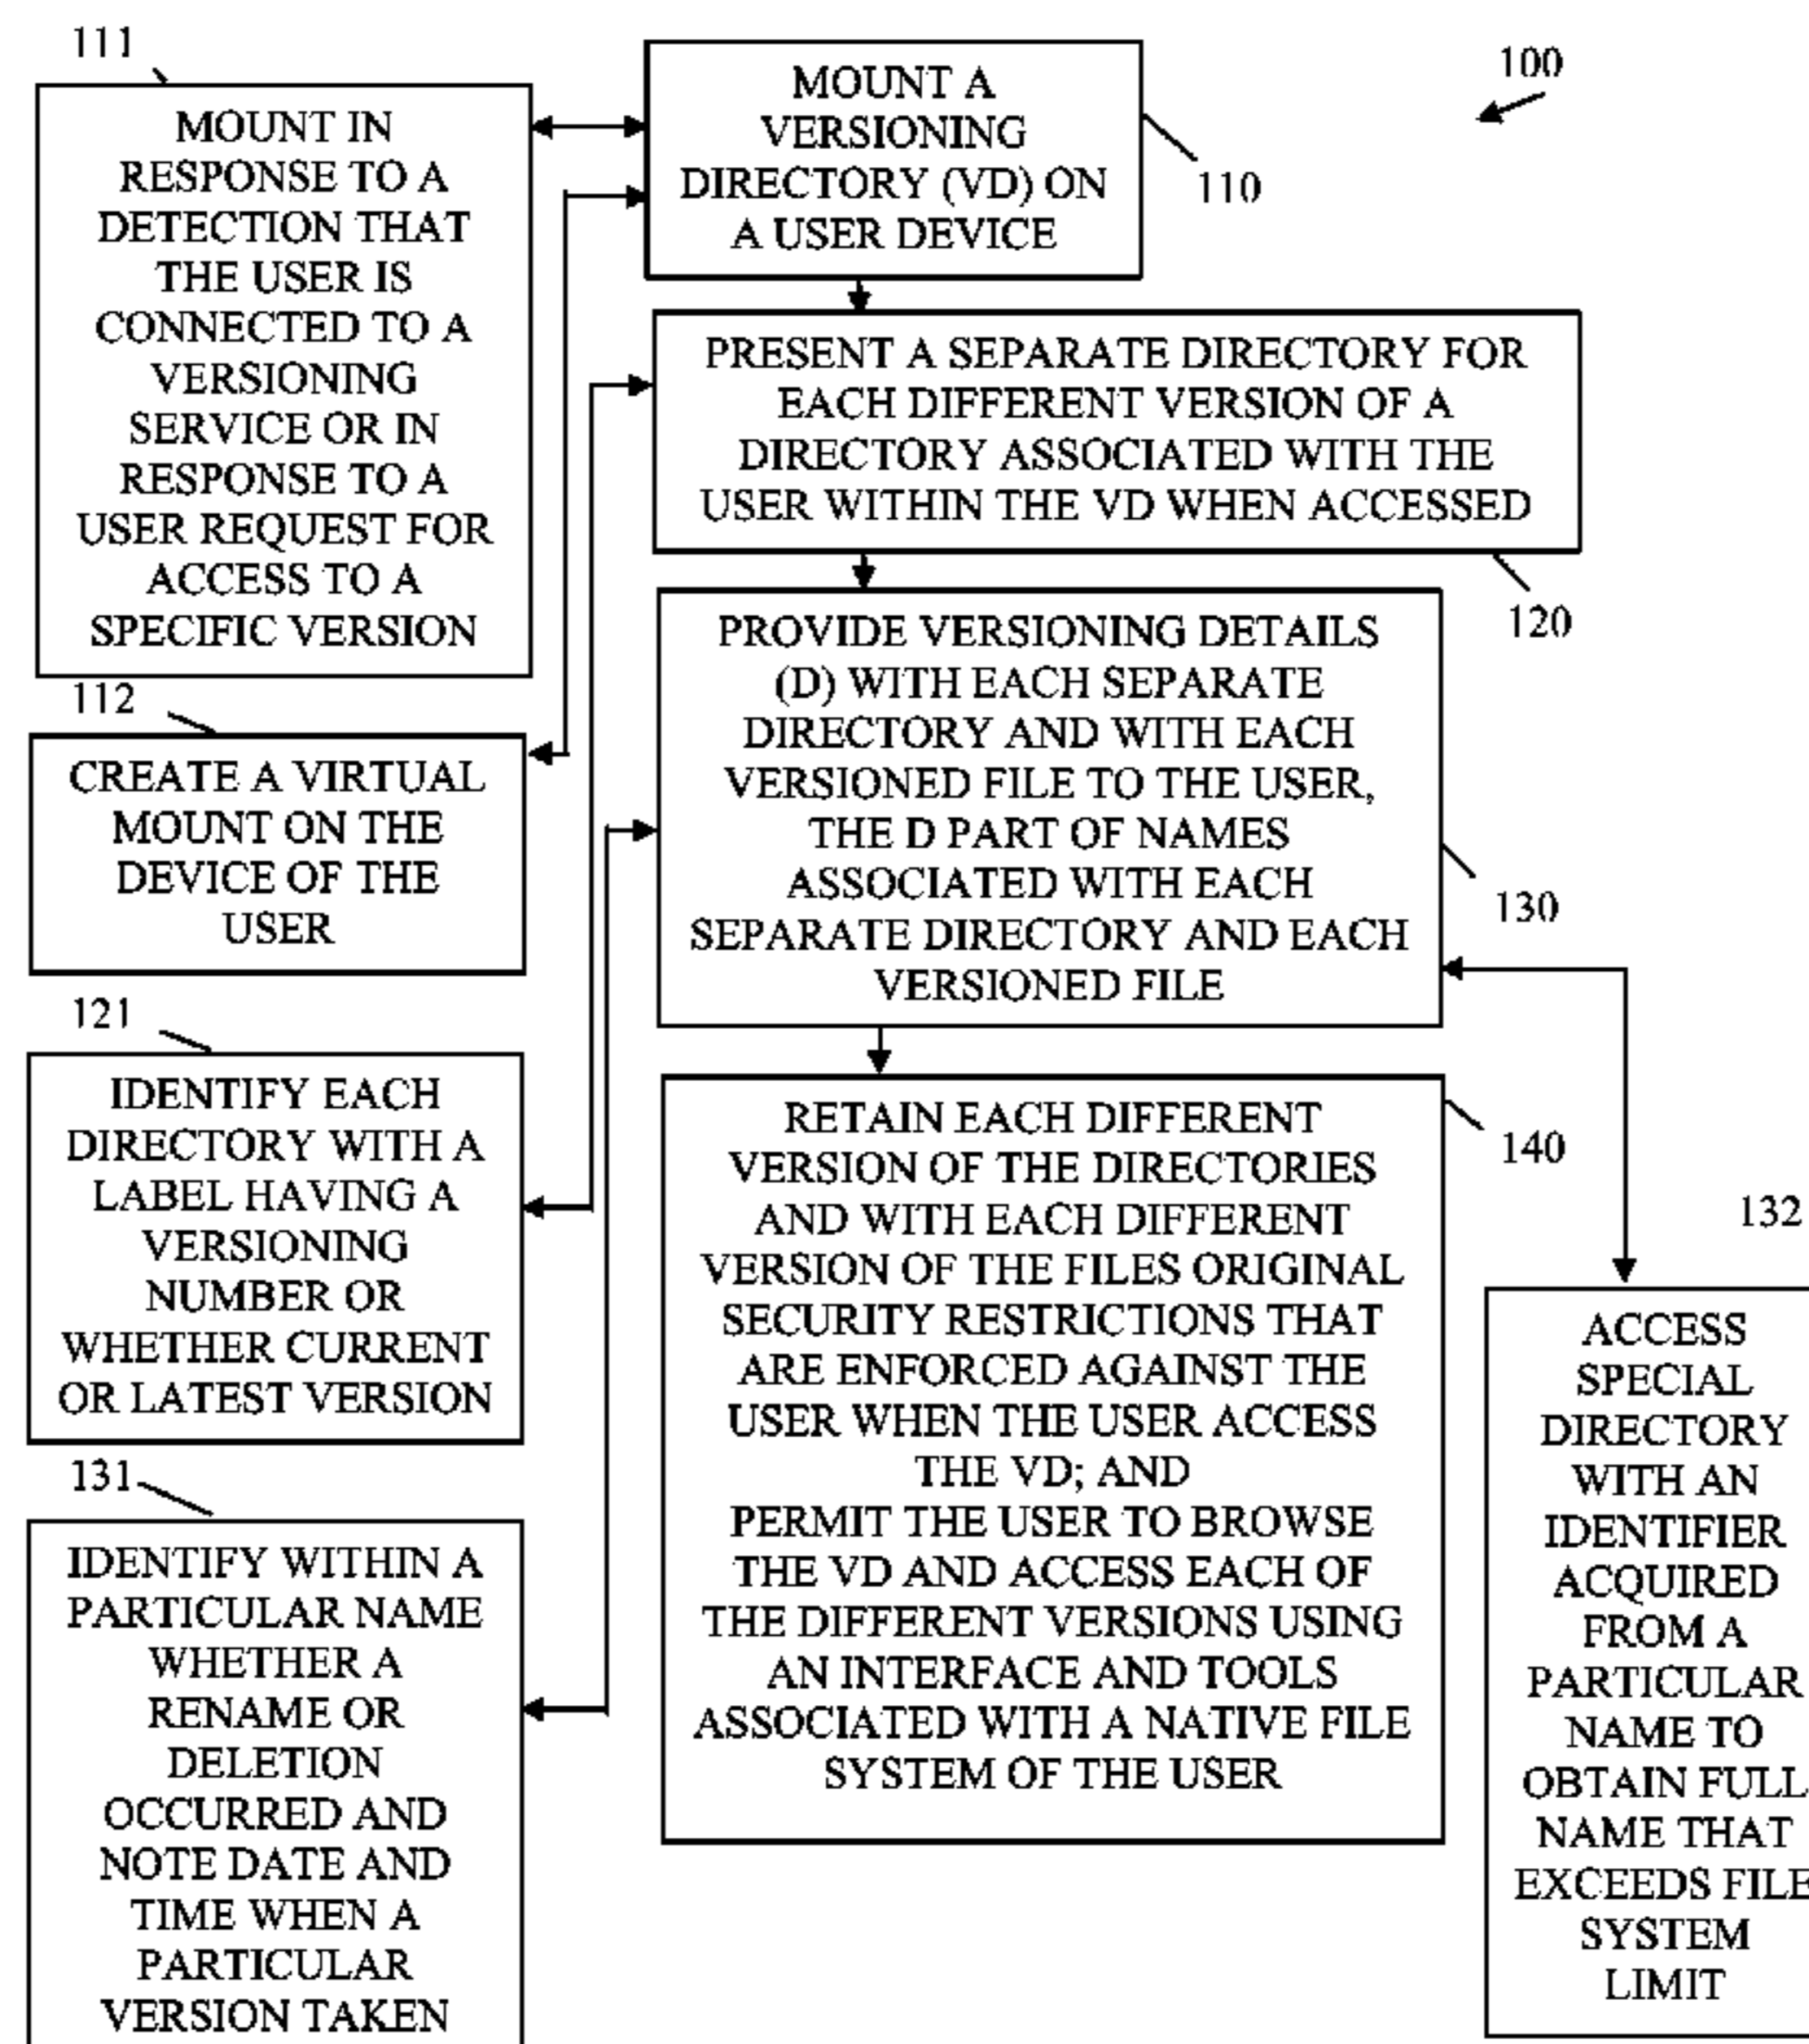 100
111
MOUNT IN
RESPONSE TO A
DETECTION THAT
THE USER IS
CONNECTED TO A
VERSIONING
SERVICE OR IN
RESPONSE TO A
USER REQUEST FOR
ACCESS TO A
SPECIFIC VERSION
MOUNT A
VERSIONING
DIRECTORY (VD) ON
A USER DEVICE
110
112
CREATE A VIRTUAL
MOUNT ON THE
DEVICE OF THE
USER
PRESENT A SEPARATE DIRECTORY FOR
EACH DIFFERENT VERSION OF A
DIRECTORY ASSOCIATED WITH THE
USER WITHIN THE VD WHEN ACCESSED
120
121
IDENTIFY EACH
DIRECTORY WITH A
LABEL HAVING A
VERSIONING
NUMBER OR
WHETHER CURRENT
OR LATEST VERSION
PROVIDE VERSIONING DETAILS
(D) WITH EACH SEPARATE
DIRECTORY AND WITH EACH
VERSIONED FILE TO THE USER,
THE D PART OF NAMES
ASSOCIATED WITH EACH
SEPARATE DIRECTORY AND EACH
VERSIONED FILE
130
131
IDENTIFY WITHIN A
PARTICULAR NAME
WHETHER A
RENAME OR
DELETION
OCCURRED AND
NOTE DATE AND
TIME WHEN A
PARTICULAR
VERSION TAKEN
RETAIN EACH DIFFERENT
VERSION OF THE DIRECTORIES
AND WITH EACH DIFFERENT
VERSION OF THE FILES ORIGINAL
SECURITY RESTRICTIONS THAT
ARE ENFORCED AGAINST THE
USER WHEN THE USER ACCESS
THE VD; AND
PERMIT THE USER TO BROWSE
THE VD AND ACCESS EACH OF
THE DIFFERENT VERSIONS USING
AN INTERFACE AND TOOLS
ASSOCIATED WITH A NATIVE FILE
SYSTEM OF THE USER
140
132
ACCESS
SPECIAL
DIRECTORY
WITH AN
IDENTIFIER
ACQUIRED
FROM A
PARTICULAR
NAME TO
OBTAIN FULL
NAME THAT
EXCEEDS FILE
SYSTEM
LIMIT